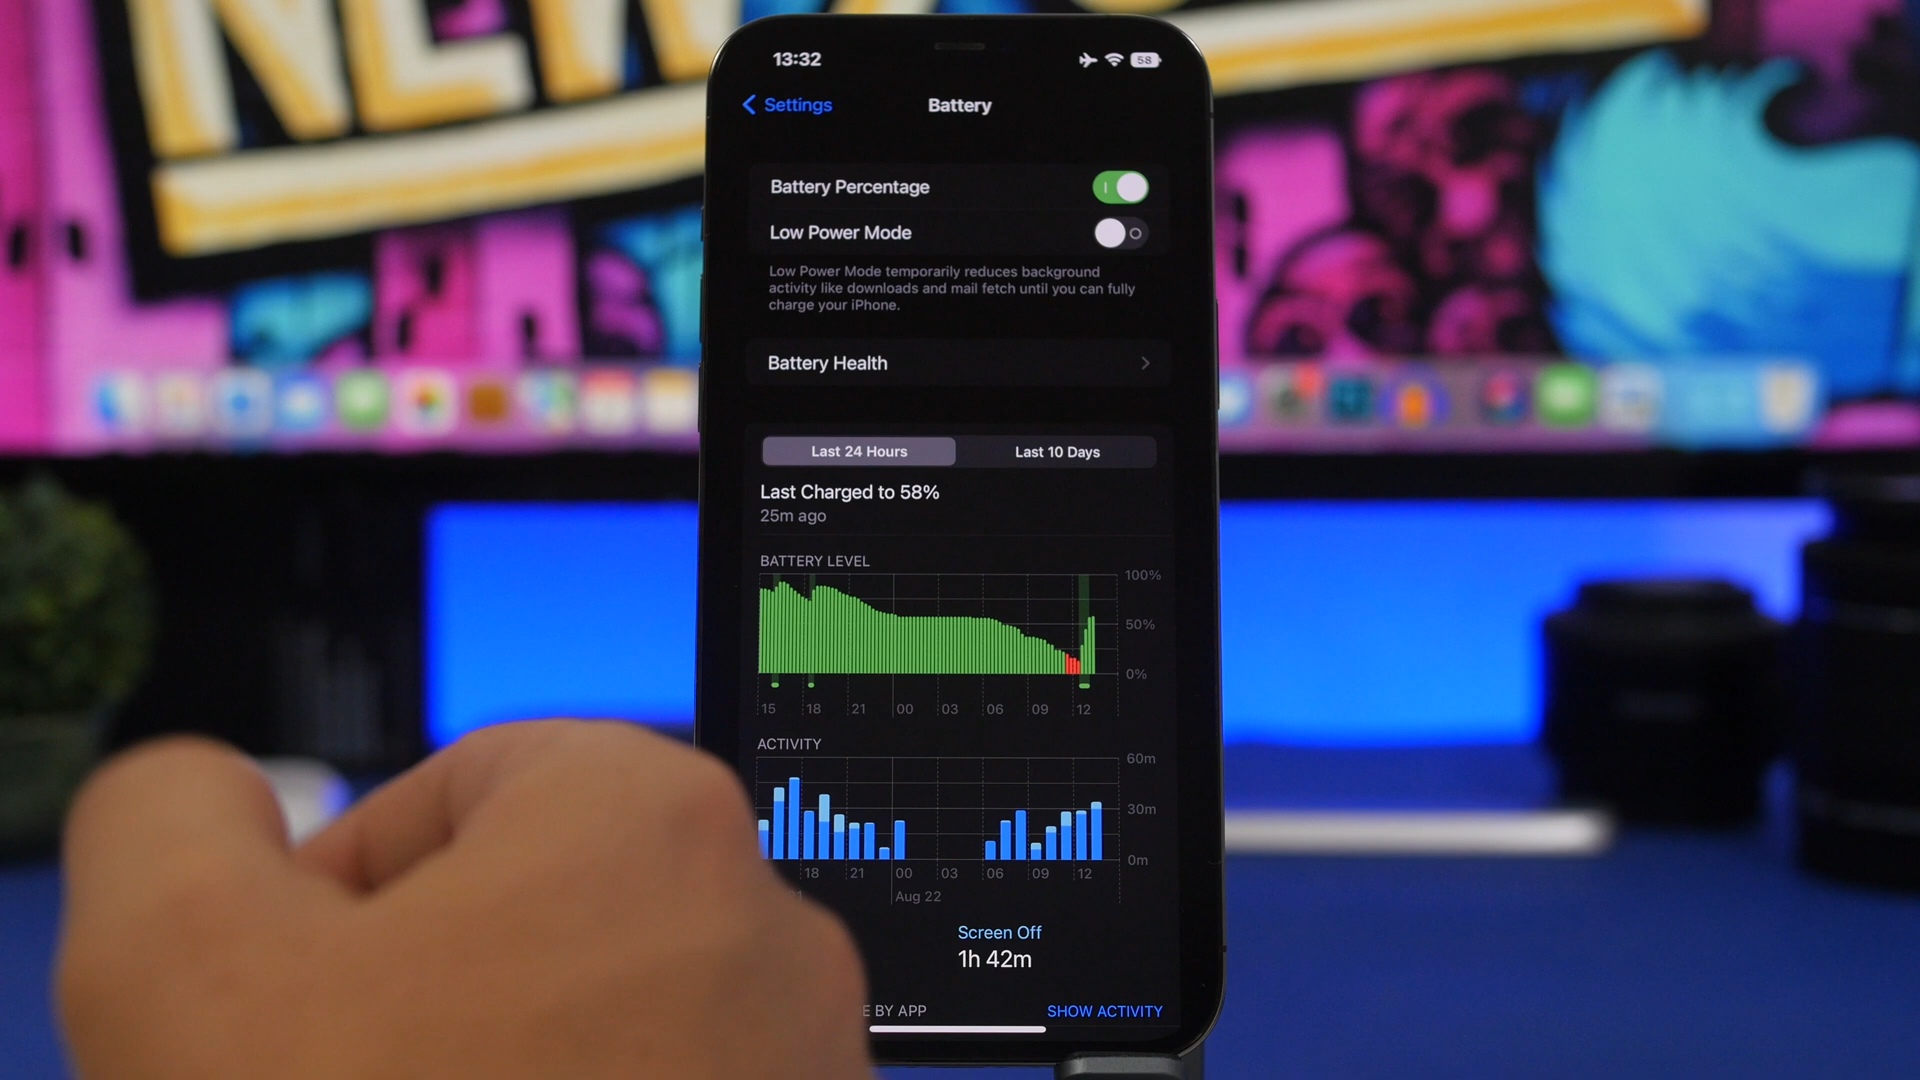 NEW
13:32
58
Settings
Battery
Battery Percentage
Low Power Mode
Low Power Mode temporarily reduces background
activity like downloads and mail fetch until you can fully
charge your iPhone.
Battery Health
Last 24 Hours
Last 10 Days
Last Charged to 58%
25m ago
BATTERY LEVEL
100%
50%
0%
15 18 21 00 03 06 09 12
ACTIVITY
60m
30m
0m
18 21 00 03 06 09 12
Aug 22
Screen Off
1h 42m
E BY APP
SHOW ACTIVITY